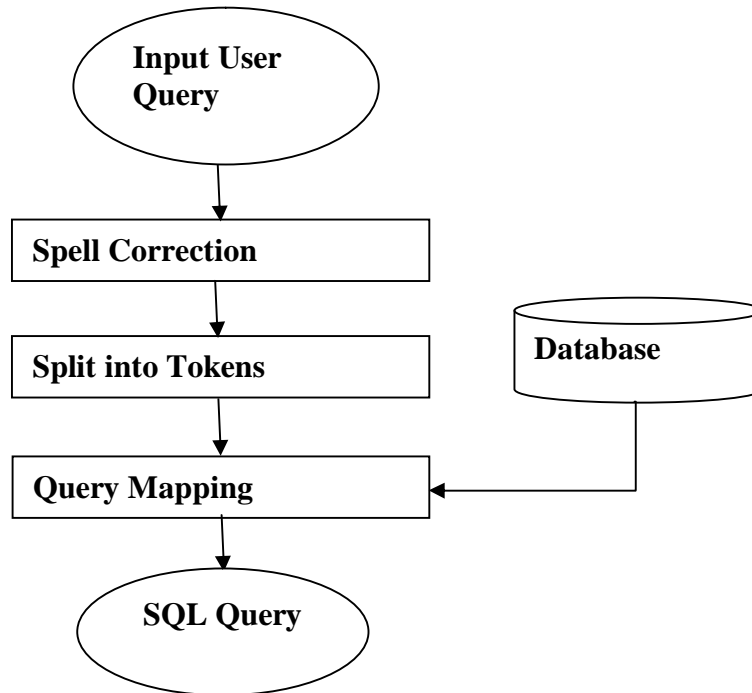 Input User
Query
Spell Correction
Split into Tokens
Database
Query Mapping
SQL Query